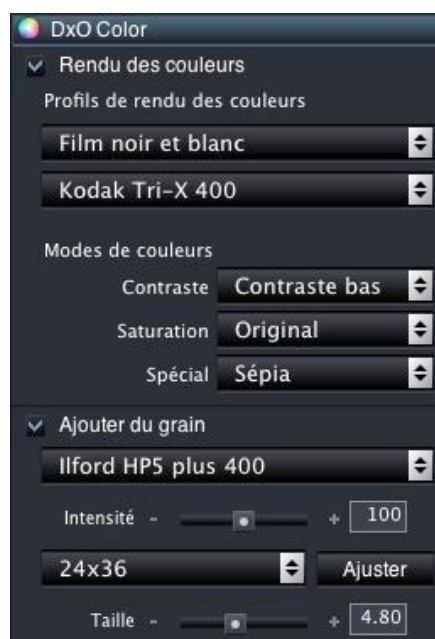 DxO Color
Rendu des couleurs
Profils de rendu des couleurs
Film noir et blanc
Kodak Tri-X 400
Modes de couleurs
Contraste Contraste bas
Saturation Original
Spécial Sépia
Ajouter du grain
Ilford HP5 plus 400
Intensité - + 100
24x36 Ajuster
Taille - + 4.80